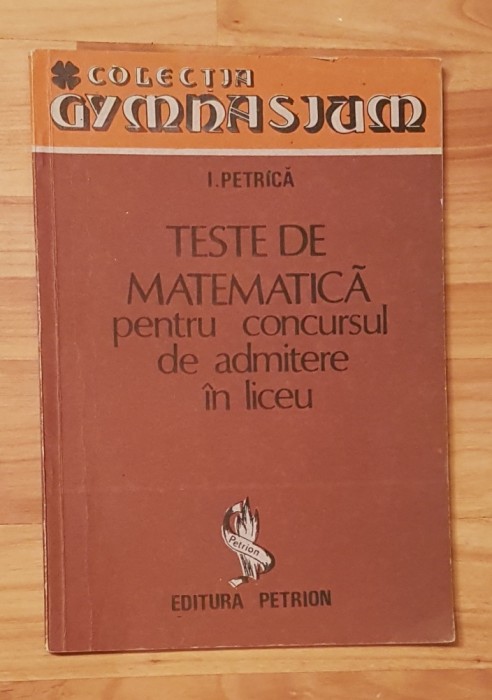 COLECȚIA
GYMNASIUM
I. PETRICĂ
TESTE DE
MATEMATICĂ
pentru concursul
de admitere
în liceu
Petrion
EDITURA PETRION